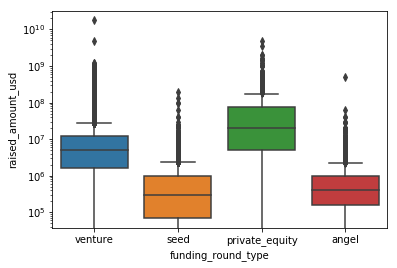 raised_amount_usd
10¹⁰
10⁹
10⁸
10⁷
10⁶
10⁵
venture seed private_equity angel
funding_round_type